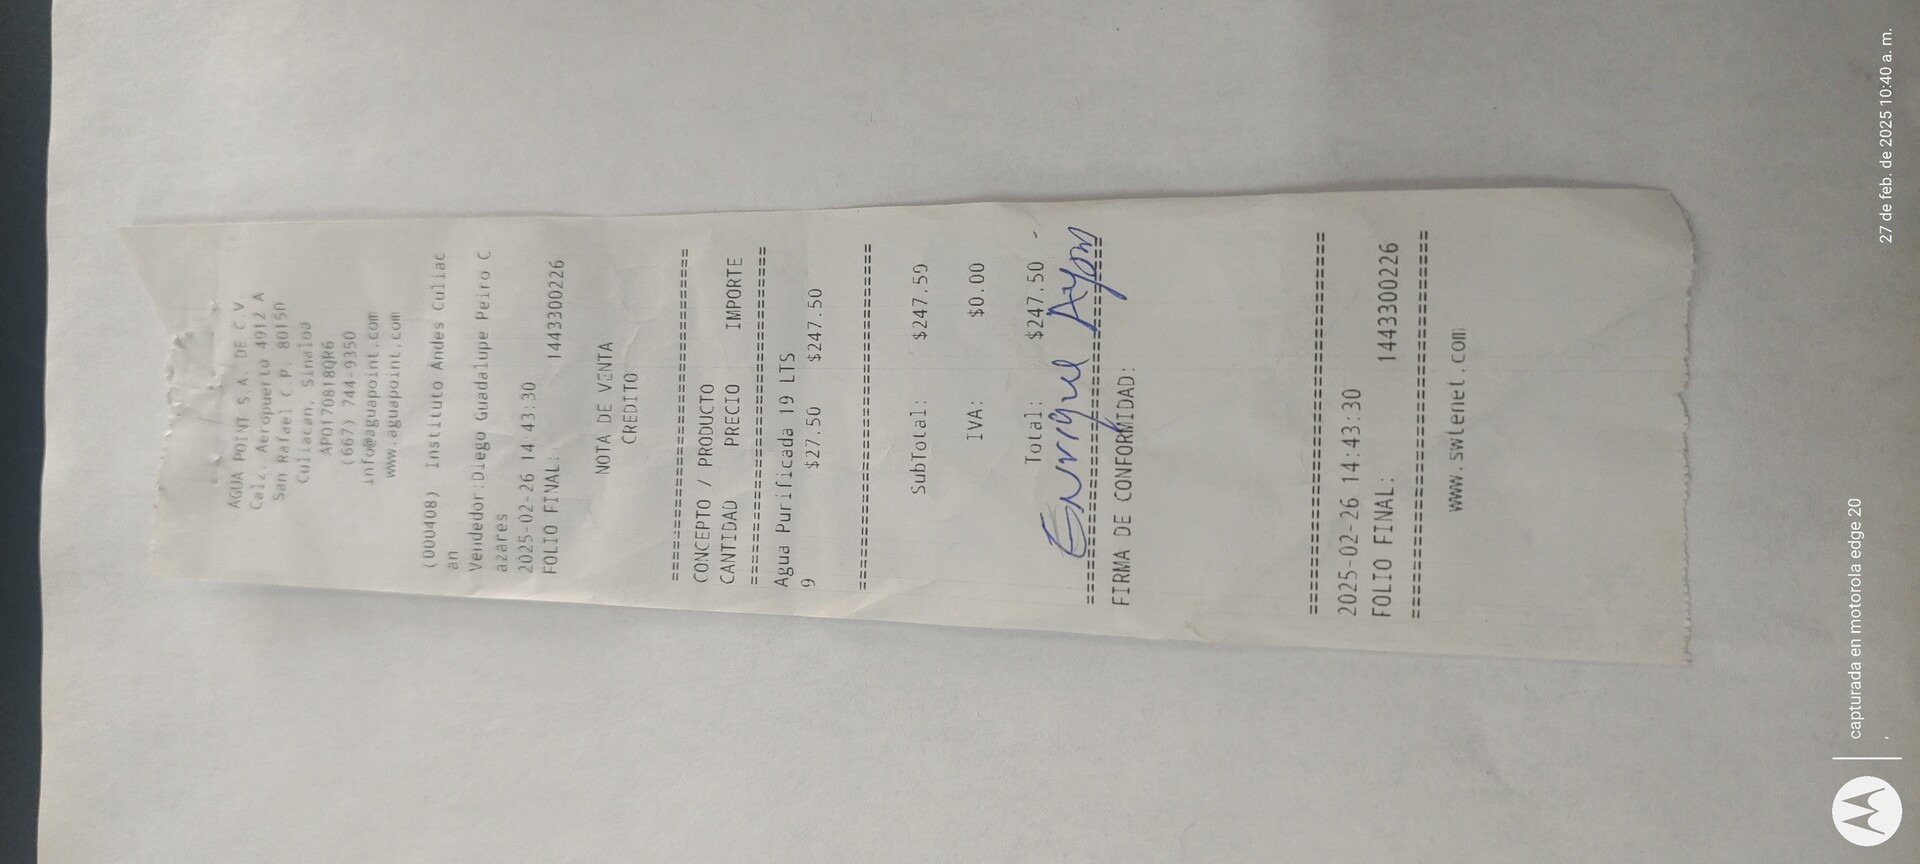 AGUA POINT S.A. DE C.V.
Calz. Aeropuerto 4912 A
San Rafael C.P. 80150
Culiacan, Sinaloa
APO170818QR6
(667) 744-9350
info@aguapoint.com
www.aguapoint.com
(000408) Instituto Andes Culiac
an
Vendedor:Diego Guadalupe Peiro C
azares
2025-02-26 14:43:30
FOLIO FINAL: 1443300226
NOTA DE VENTA
CREDITO
================================
CONCEPTO / PRODUCTO
CANTIDAD PRECIO IMPORTE
================================
Agua Purificada 19 LTS
9 $27.50 $247.50
================================
SubTotal: $247.50
IVA: $0.00
Total: $247.50
Enrique Ayon
================================
FIRMA DE CONFORMIDAD:
================================
2025-02-26 14:43:30
FOLIO FINAL: 1443300226
================================
www.swlenet.com
capturada en motorola edge 20
27 de feb. de 2025 10:40 a. m.